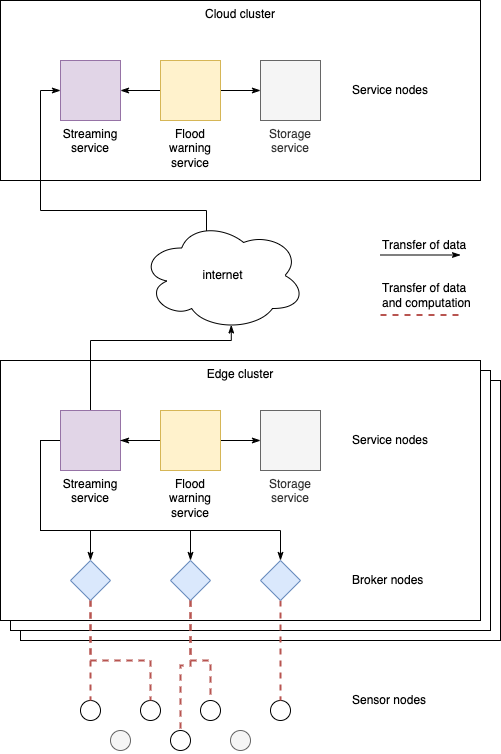 Cloud cluster
Service nodes
Streaming
service
Flood
warning
service
Storage
service
Transfer of data
internet
Transfer of data
and computation
Edge cluster
Service nodes
Streaming
service
Flood
warning
service
Storage
service
Broker nodes
Sensor nodes